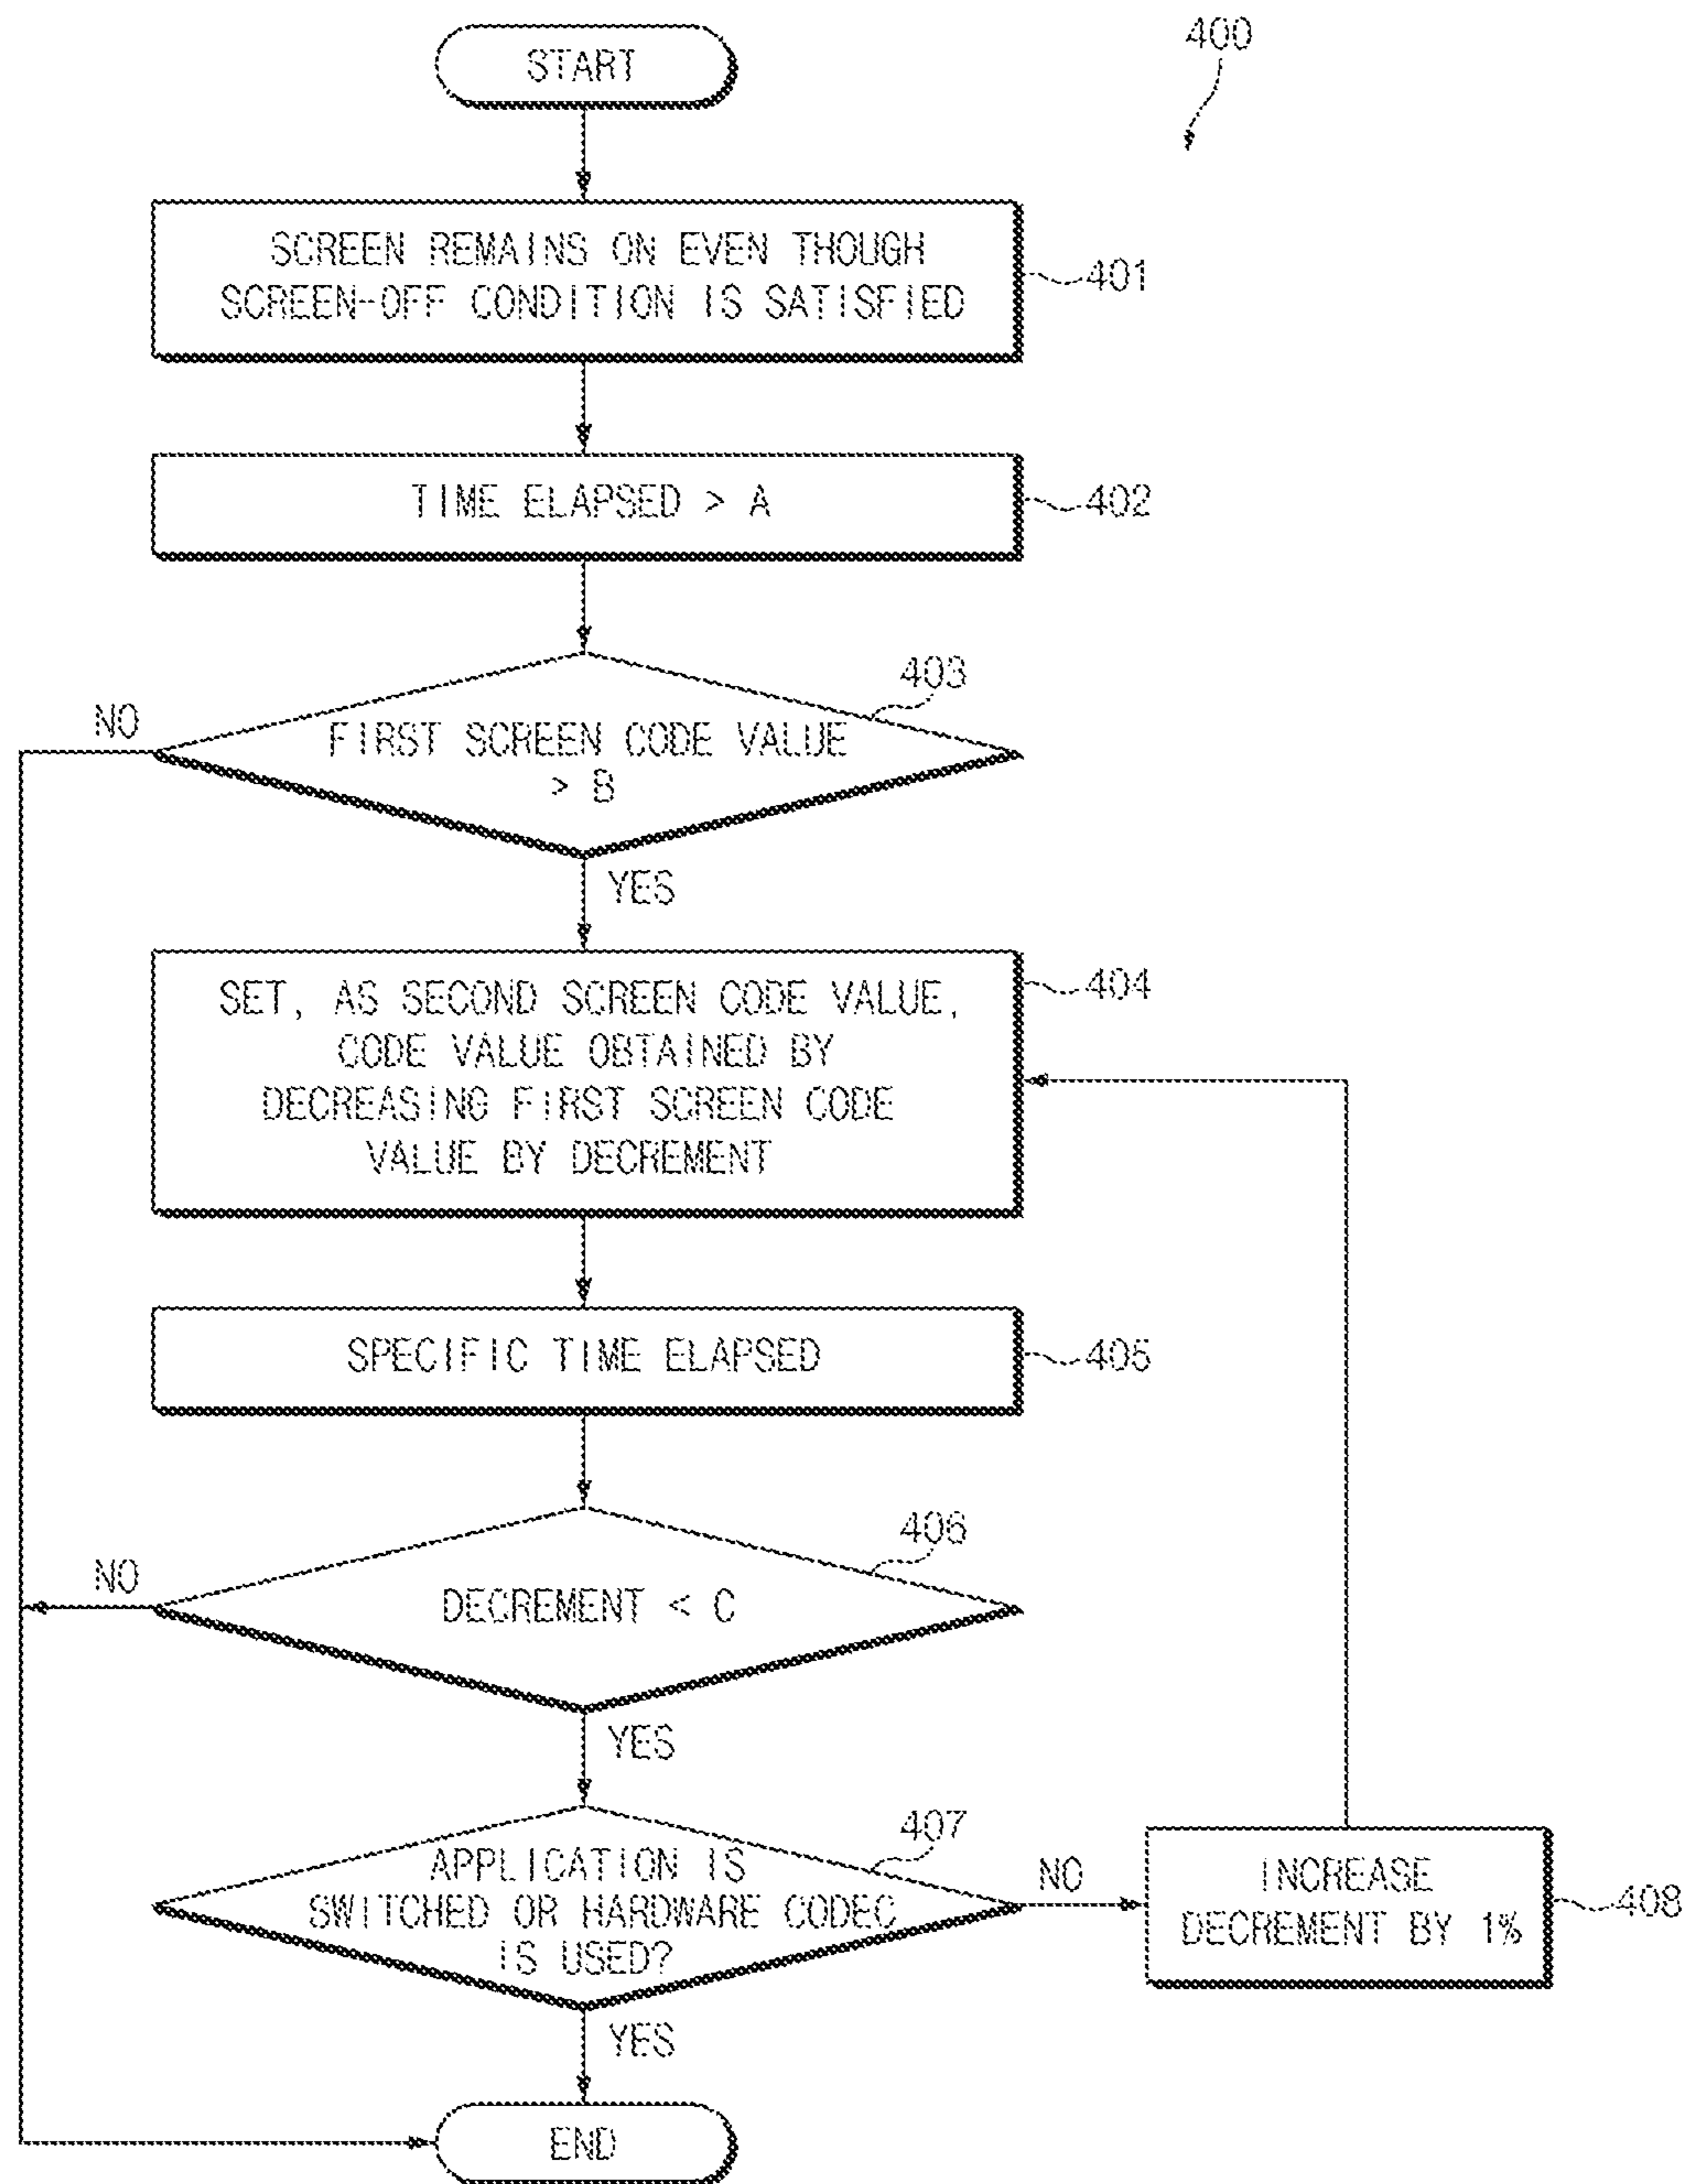 400
START
SCREEN REMAINS ON EVEN THOUGH
SCREEN-OFF CONDITION IS SATISFIED
401
TIME ELAPSED > A
402
403
NO
FIRST SCREEN CODE VALUE
> B
YES
SET, AS SECOND SCREEN CODE VALUE,
CODE VALUE OBTAINED BY
DECREASING FIRST SCREEN CODE
VALUE BY DECREMENT
404
SPECIFIC TIME ELAPSED
405
406
NO
DECREMENT < C
YES
407
APPLICATION IS
SWITCHED OR HARDWARE CODEC
IS USED?
NO
INCREASE
DECREMENT BY 1%
408
YES
END